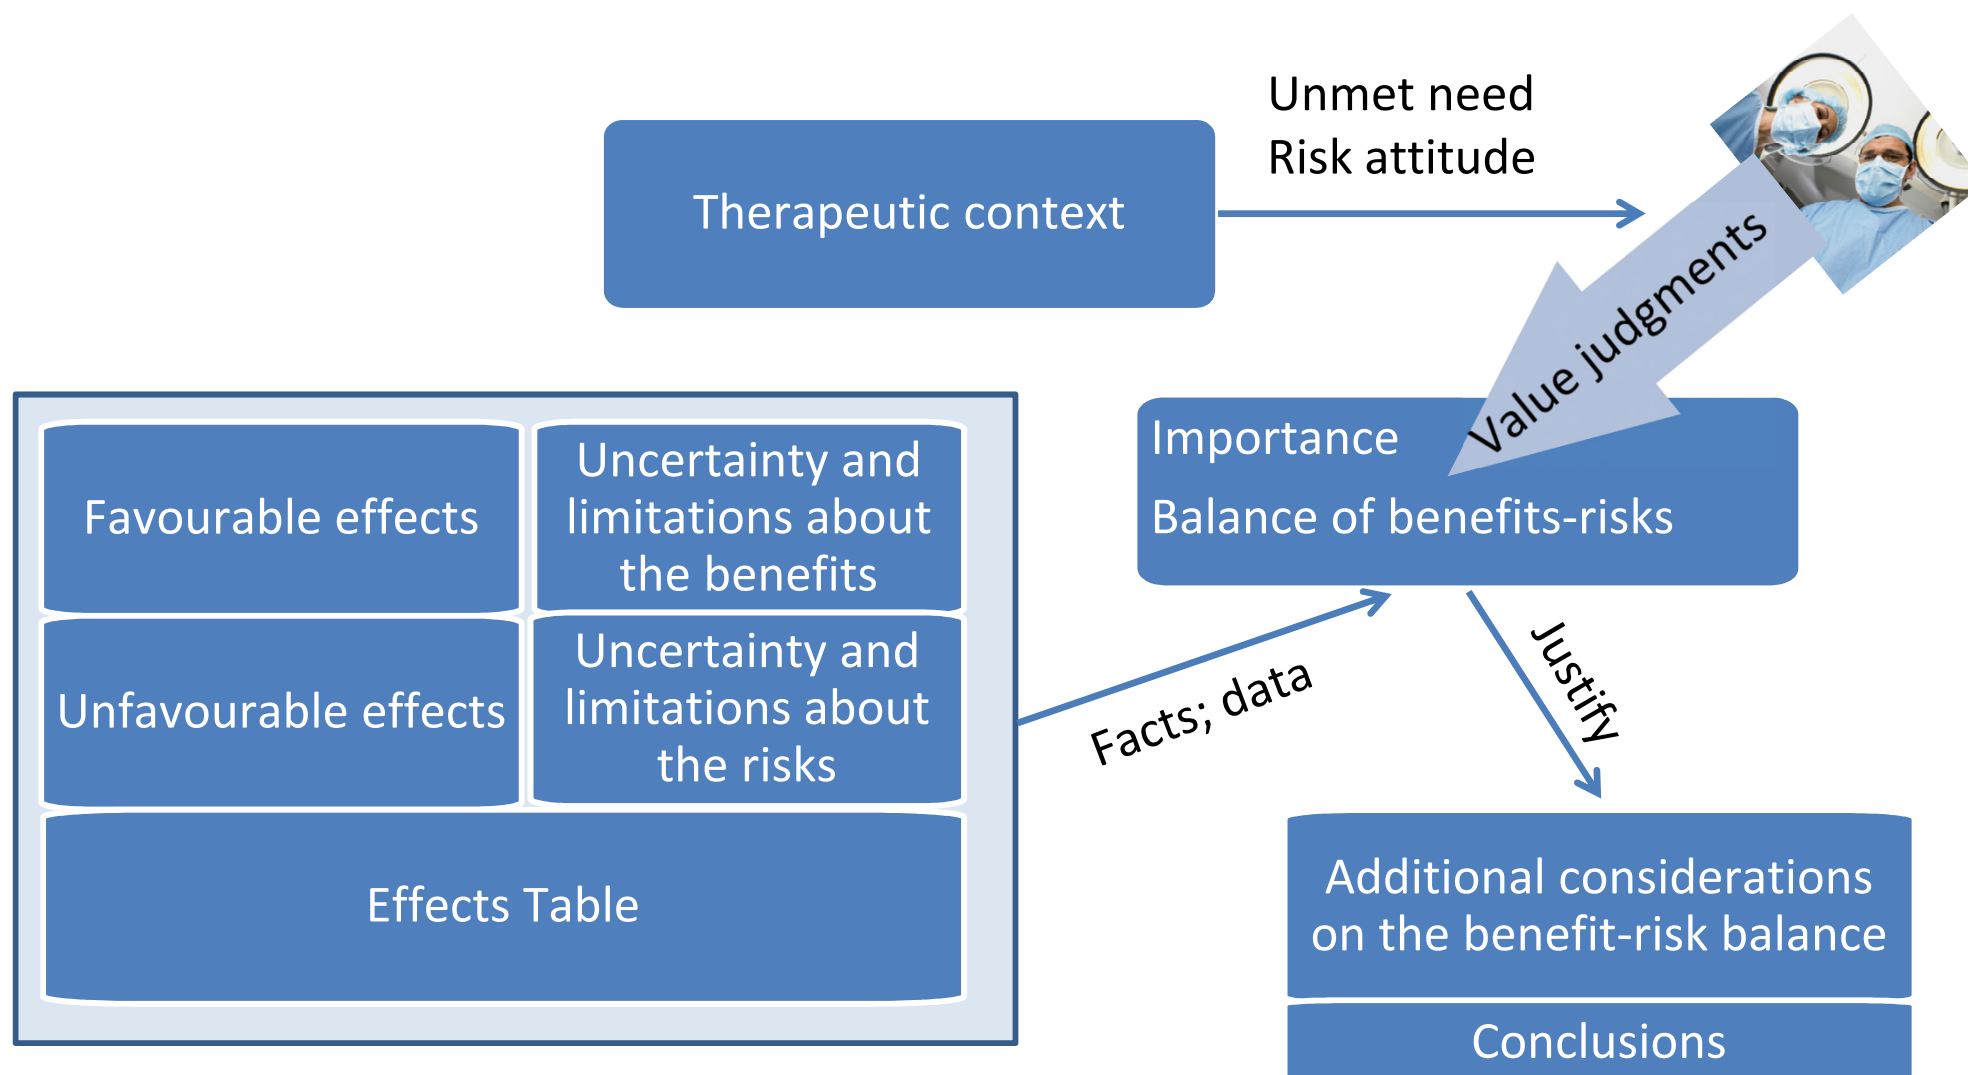 Unmet need
Risk attitude
Therapeutic context
Value judgments
Importance
Balance of benefits-risks
Favourable effects
Uncertainty and
limitations about
the benefits
Unfavourable effects
Uncertainty and
limitations about
the risks
Effects Table
Facts; data
Justify
Additional considerations
on the benefit-risk balance
Conclusions